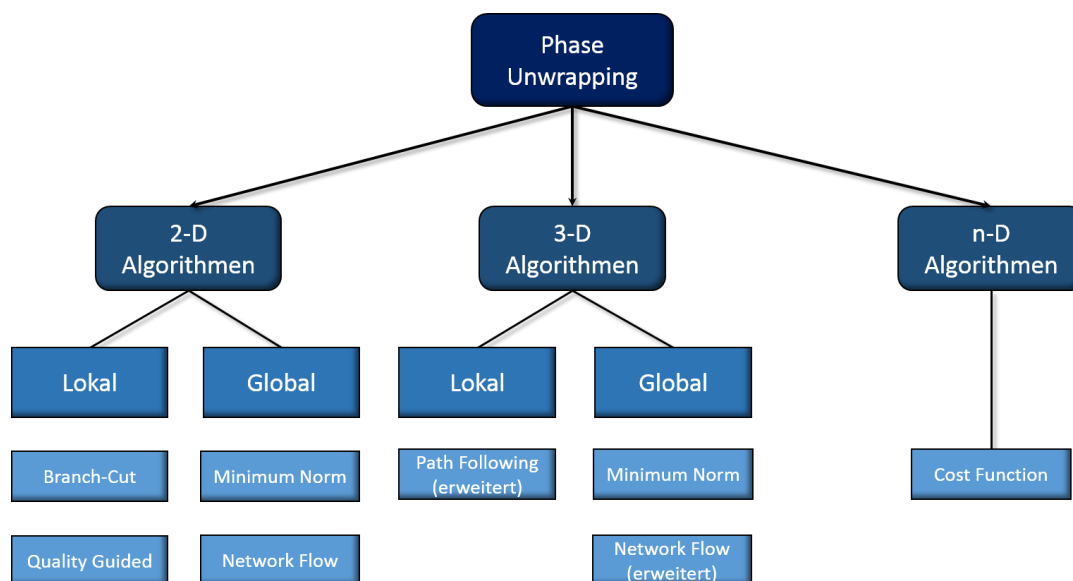 Phase
Unwrapping
2-D
Algorithmen
3-D
Algorithmen
n-D
Algorithmen
Lokal
Global
Lokal
Global
Branch-Cut
Minimum Norm
Path Following
(erweitert)
Minimum Norm
Cost Function
Quality Guided
Network Flow
Network Flow
(erweitert)